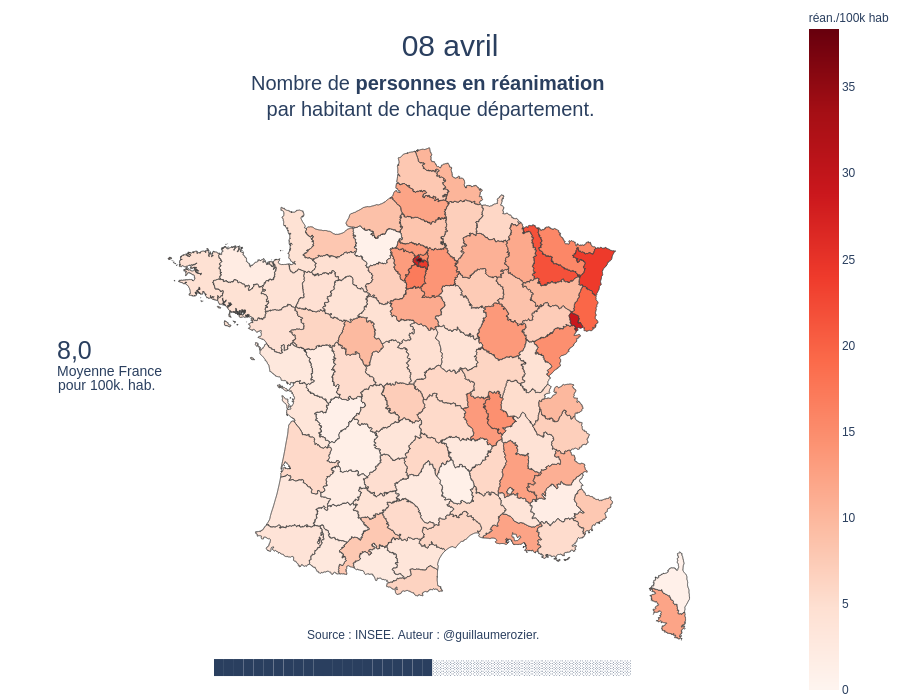 réan./100k hab
08 avril
Nombre de personnes en réanimation
par habitant de chaque département.
35
30
25
20
15
10
5
0
8,0
Moyenne France
pour 100k. hab.
Source : INSEE. Auteur : @guillaumerozier.